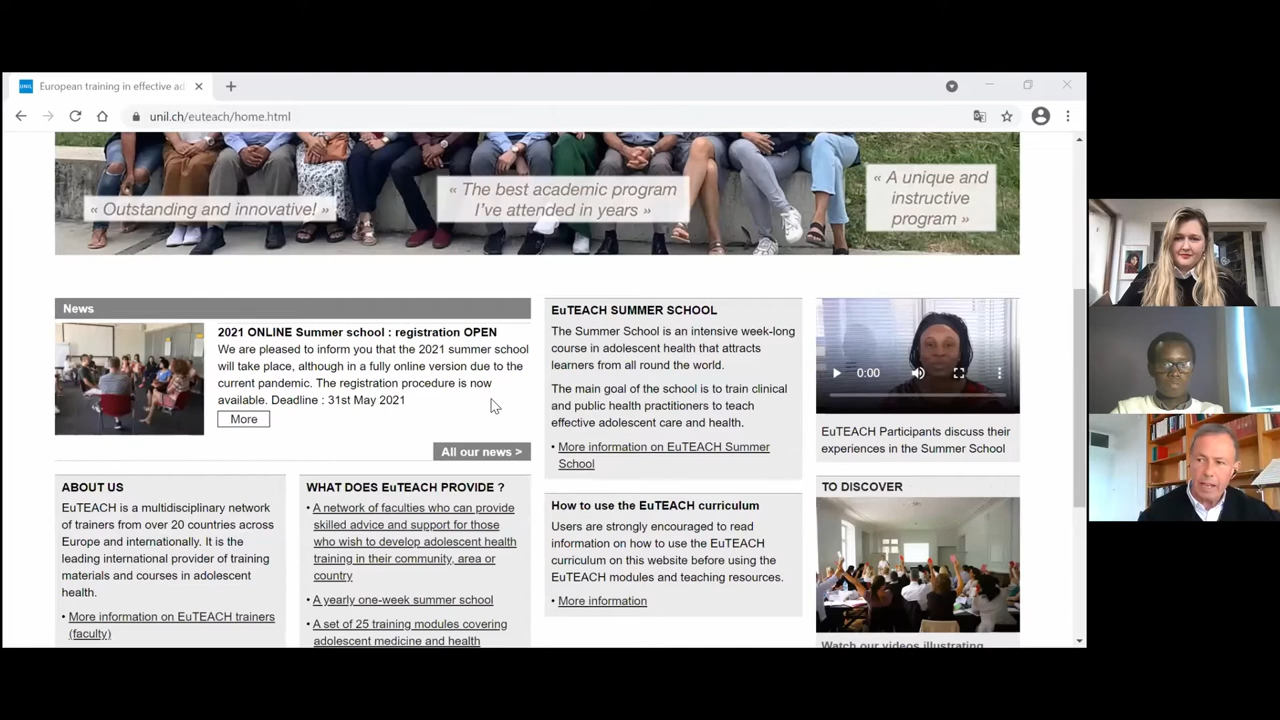 European training in effective ad
unil.ch/euteach/home.html
« Outstanding and innovative! »
« The best academic program
I've attended in years »
« A unique and
instructive
program »
News
2021 ONLINE Summer school : registration OPEN
We are pleased to inform you that the 2021 summer school
will take place, although in a fully online version due to the
current pandemic. The registration procedure is now
available. Deadline : 31st May 2021
More
All our news >
ABOUT US
EuTEACH is a multidisciplinary network
of trainers from over 20 countries across
Europe and internationally. It is the
leading international provider of training
materials and courses in adolescent
health.
• More information on EuTEACH trainers
(faculty)
WHAT DOES EuTEACH PROVIDE ?
• A network of faculties who can provide
skilled advice and support for those
who wish to develop adolescent health
training in their community, area or
country
• A yearly one-week summer school
• A set of 25 training modules covering
adolescent medicine and health
EuTEACH SUMMER SCHOOL
The Summer School is an intensive week-long
course in adolescent health that attracts
learners from all round the world.
The main goal of the school is to train clinical
and public health practitioners to teach
effective adolescent care and health.
• More information on EuTEACH Summer
School
How to use the EuTEACH curriculum
Users are strongly encouraged to read
information on how to use the EuTEACH
curriculum on this website before using the
EuTEACH modules and teaching resources.
• More information
0:00
EuTEACH Participants discuss their
experiences in the Summer School
TO DISCOVER
Watch our videos illustrating